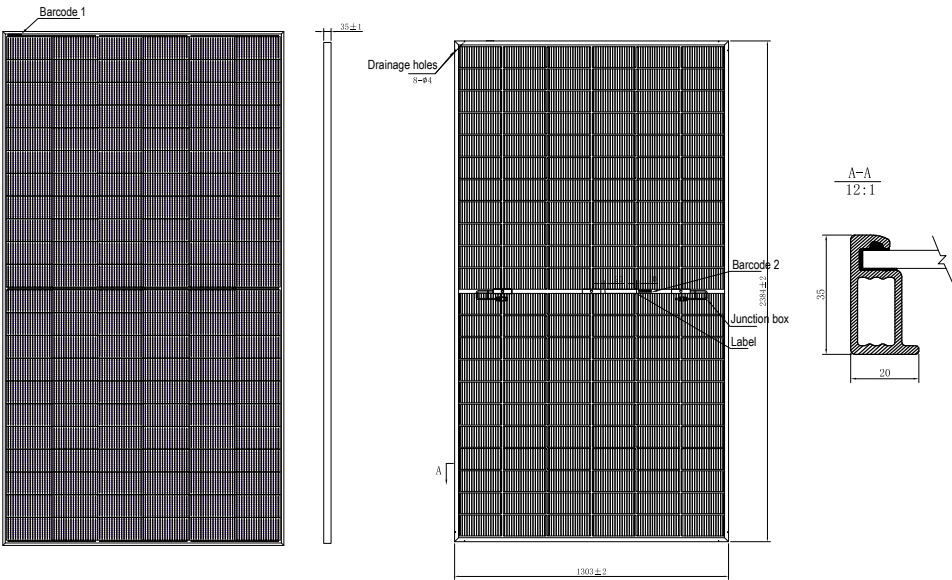 Barcode 1
35±1
Drainage holes
8-φ4
A-A
12:1
Barcode 2
2384±2
Junction box
Label
35
20
A
1303±2